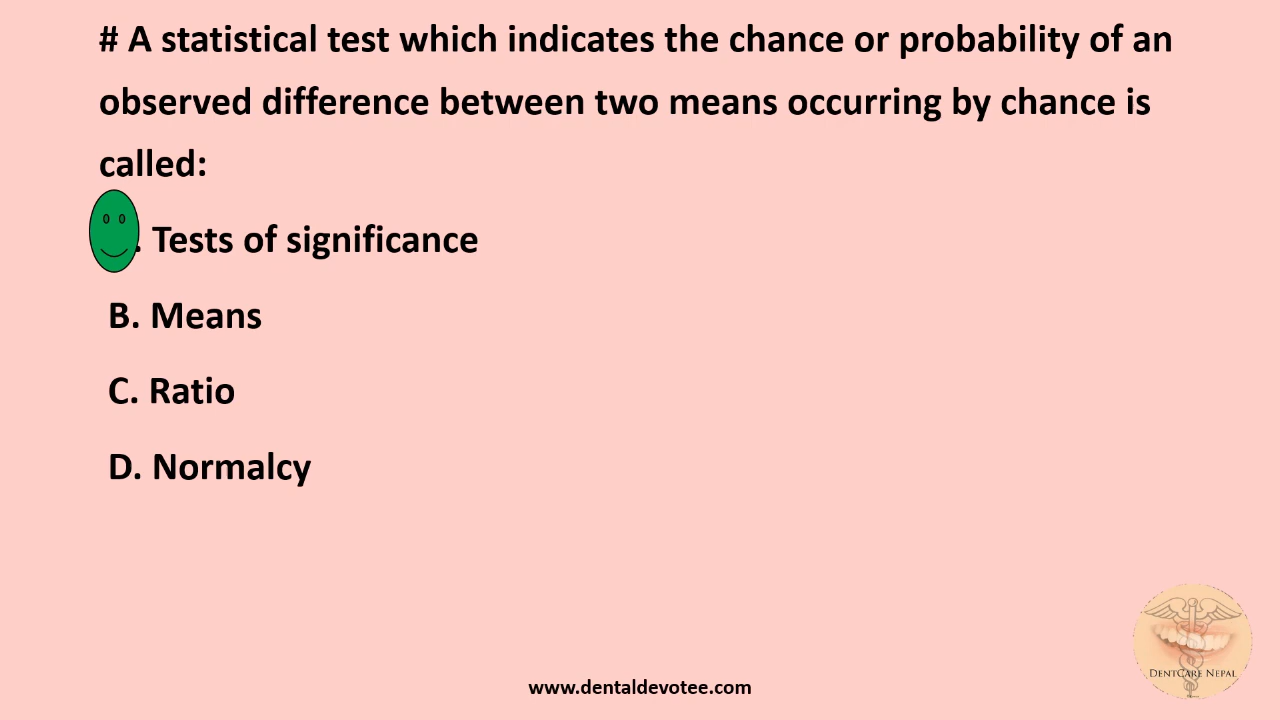 # A statistical test which indicates the chance or probability of an
observed difference between two means occurring by chance is
called:
. Tests of significance
B. Means
C. Ratio
D. Normalcy
DENTCARE NEPAL
www.dentaldevotee.com